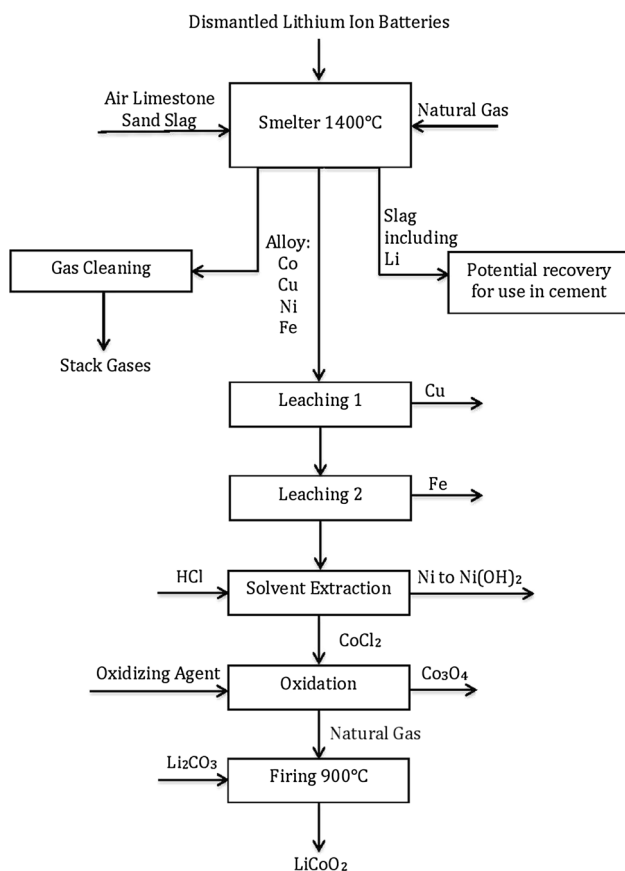 Dismantled Lithium Ion Batteries
Air Limestone
Sand Slag
Smelter 1400°C
Natural Gas
Gas Cleaning
Alloy:
Co
Cu
Ni
Fe
Slag
including
Li
Potential recovery
for use in cement
Stack Gases
Leaching 1
Cu
Leaching 2
Fe
HCl
Solvent Extraction
Ni to Ni(OH)₂
CoCl₂
Oxidizing Agent
Oxidation
Co₃O₄
Natural Gas
Li₂CO₃
Firing 900°C
LiCoO₂